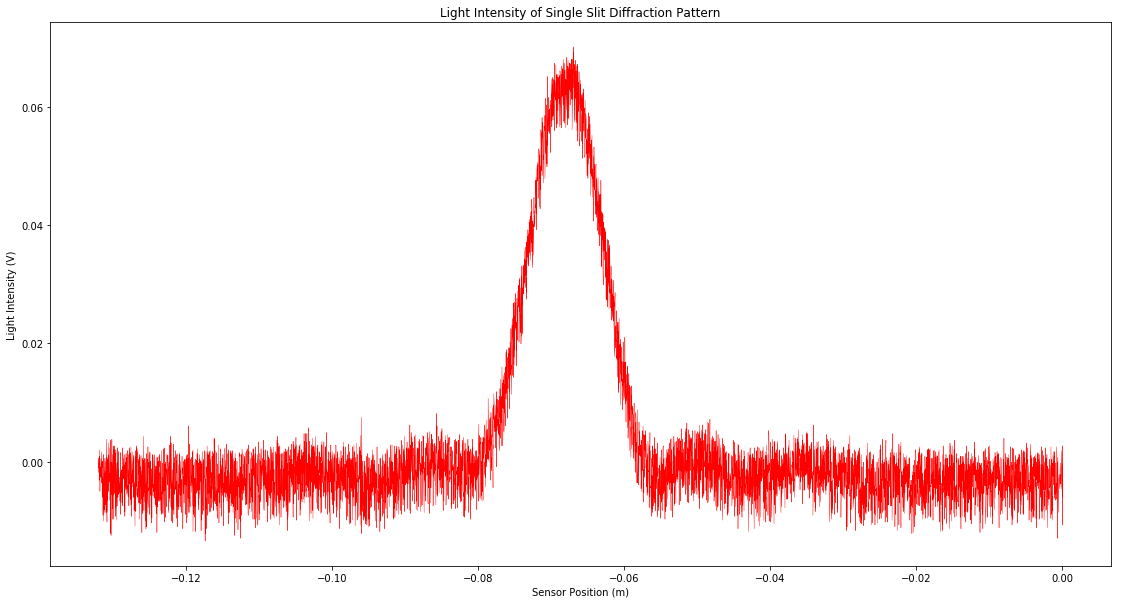 Light Intensity of Single Slit Diffraction Pattern
Light Intensity (V)
0.06
0.04
0.02
0.00
−0.12 −0.10 −0.08 −0.06 −0.04 −0.02 0.00
Sensor Position (m)